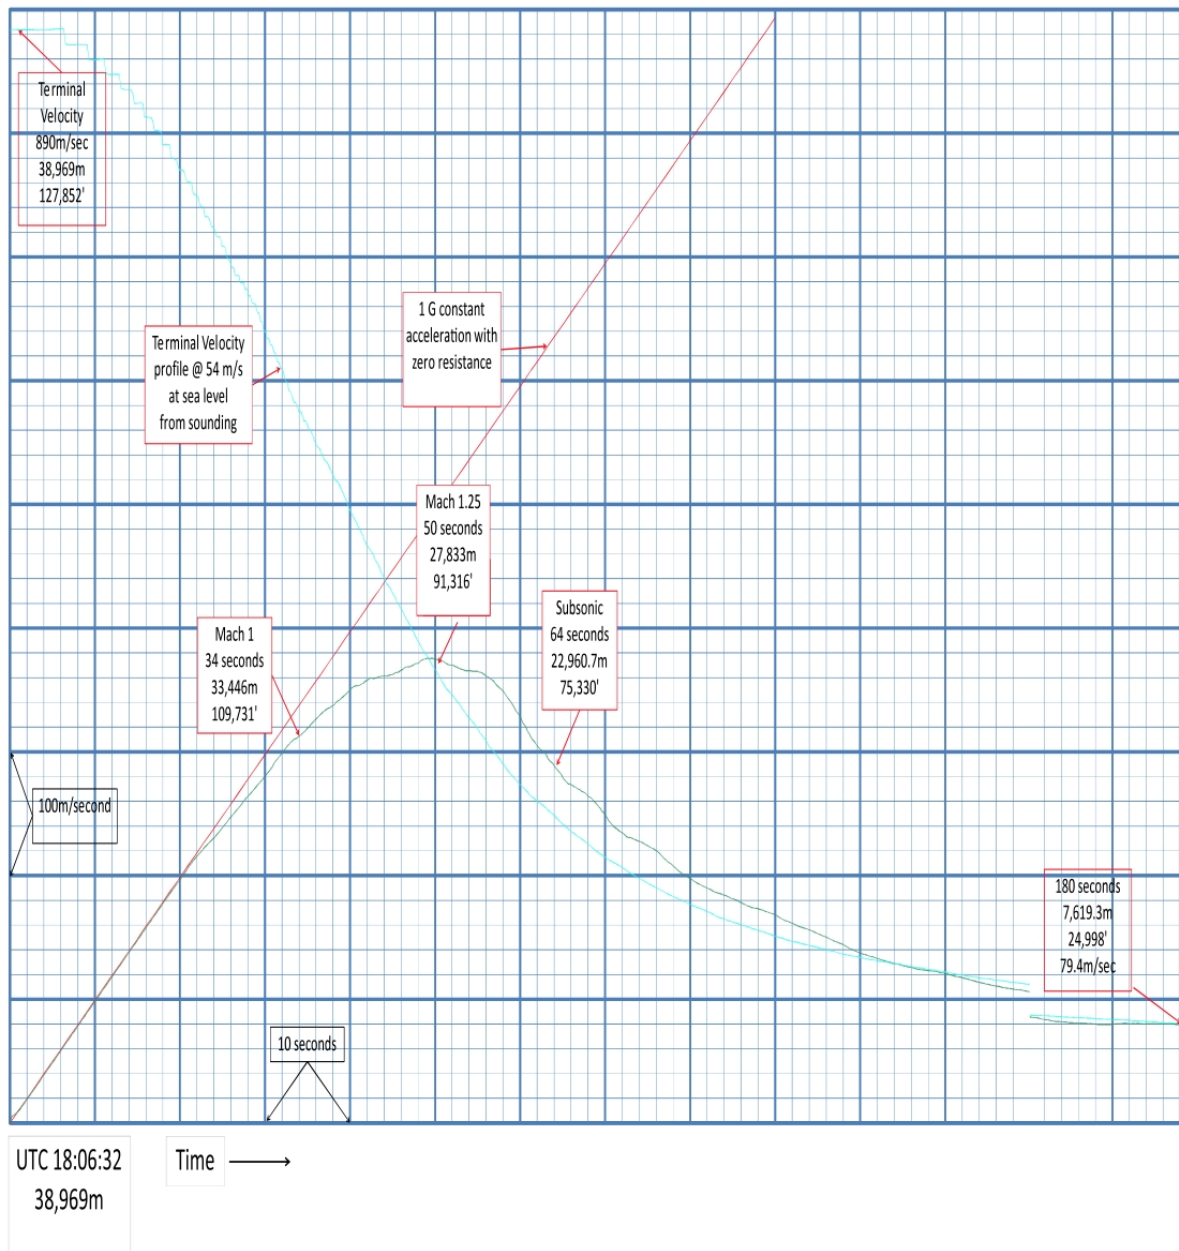 Terminal
Velocity
890m/sec
38,969m
127,852'
1 G constant
acceleration with
zero resistance
Terminal Velocity
profile @ 54 m/s
at sea level
from sounding
Mach 1.25
50 seconds
27,833m
91,316'
Subsonic
64 seconds
22,960.7m
75,330'
Mach 1
34 seconds
33,446m
109,731'
100m/second
180 seconds
7,619.3m
24,998'
79.4m/sec
10 seconds
UTC 18:06:32
38,969m
Time